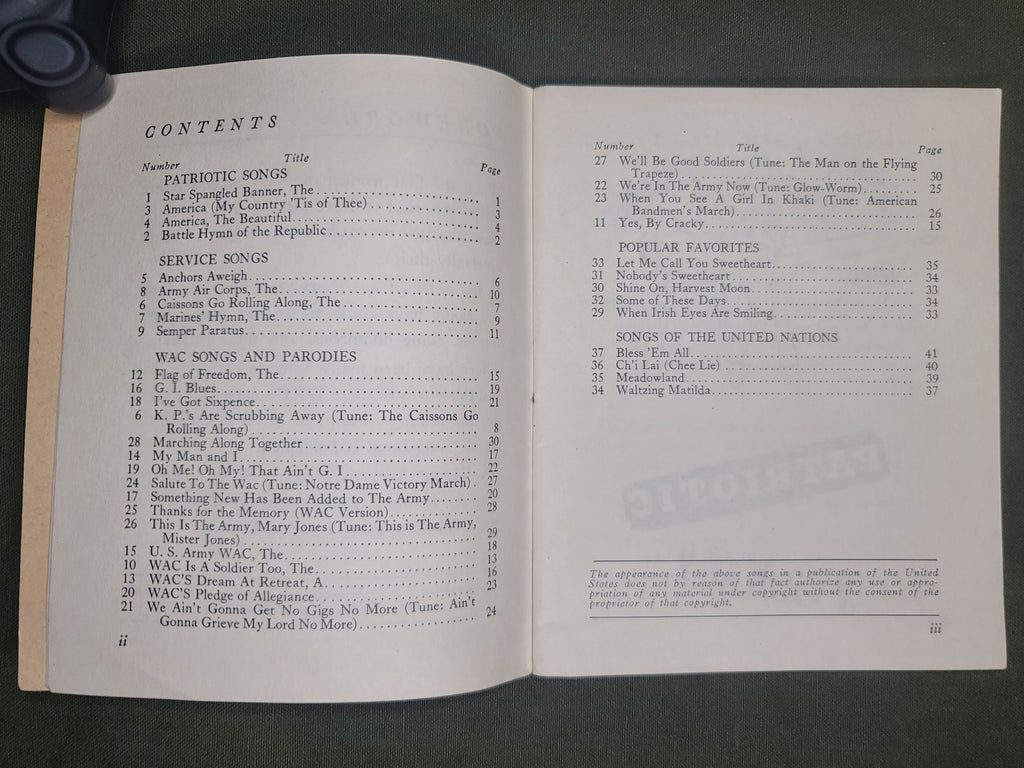 CONTENTS
Number Title Page
PATRIOTIC SONGS
1 Star Spangled Banner, The 1
3 America (My Country 'Tis of Thee) 3
4 America, The Beautiful 4
2 Battle Hymn of the Republic 2
SERVICE SONGS
5 Anchors Aweigh 6
8 Army Air Corps, The 10
6 Caissons Go Rolling Along, The 7
7 Marines' Hymn, The 9
9 Semper Paratus 11
WAC SONGS AND PARODIES
12 Flag of Freedom, The 15
16 G. I. Blues 19
18 I've Got Sixpence 21
6 K. P.'s Are Scrubbing Away (Tune: The Caissons Go
Rolling Along) 8
28 Marching Along Together 30
14 My Man and I 17
19 Oh Me! Oh My! That Ain't G. I. 22
24 Salute To The Wac (Tune: Notre Dame Victory March) 27
17 Something New Has Been Added to The Army 20
25 Thanks for the Memory (WAC Version) 28
26 This Is The Army, Mary Jones (Tune: This is The Army,
Mister Jones) 29
15 U. S. Army WAC, The 18
10 WAC Is A Soldier Too, The 13
13 WAC'S Dream At Retreat, A 16
20 WAC'S Pledge of Allegiance 23
21 We Ain't Gonna Get No Gigs No More (Tune: Ain't
Gonna Grieve My Lord No More) 24
ii
Number Title Page
27 We'll Be Good Soldiers (Tune: The Man on the Flying
Trapeze) 30
22 We're In The Army Now (Tune: Glow-Worm) 25
23 When You See A Girl In Khaki (Tune: American
Bandmen's March) 26
11 Yes, By Cracky 15
POPULAR FAVORITES
33 Let Me Call You Sweetheart 35
31 Nobody's Sweetheart 34
30 Shine On, Harvest Moon 33
32 Some of These Days 34
29 When Irish Eyes Are Smiling 33
SONGS OF THE UNITED NATIONS
37 Bless 'Em All 41
36 Ch'i Lai (Chee Lie) 40
35 Meadowland 39
34 Waltzing Matilda 37
PATRIOTIC
The appearance of the above songs in a publication of the United
States does not by reason of that fact authorize any use or appro-
priation of any material under copyright without the consent of the
proprietor of that copyright.
iii